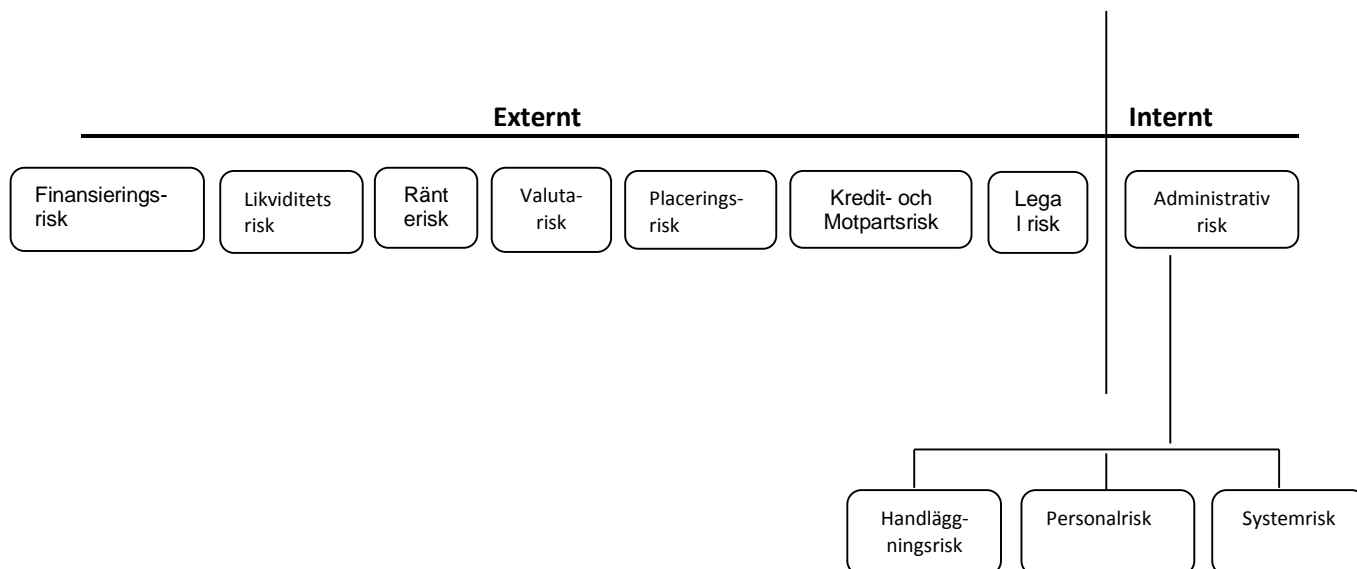 Externt
Internt
Finansierings-
risk
Likviditets
risk
Ränt
erisk
Valuta-
risk
Placerings-
risk
Kredit- och
Motpartsrisk
Lega
l risk
Administrativ
risk
Handlägg-
ningsrisk
Personalrisk
Systemrisk